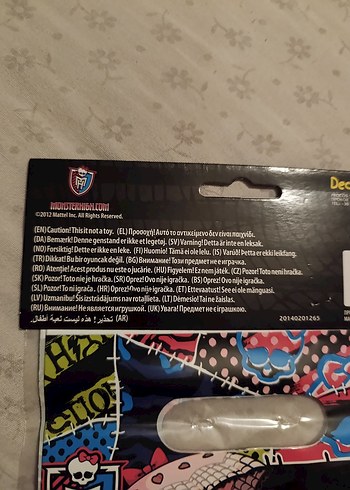 Dec
MONSTERHIGH.COM
©2012 Mattel Inc. All Rights Reserved.
(EN) Caution! This it not a toy. (EL) Προσοχή! Αυτό το αντικείμενο δεν είναι παιχνίδι.
(DA) Bemærk! Denne genstand er ikke et legetøj. (SV) Varning! Detta är inte en leksak.
(NO) Forsiktig! Dette er ikke en leke. (FI) Huomio! Tämä ei ole lelu. (IS) Varúð! Þetta er ekki leikfang.
(TR) Dikkat! Bu bir oyuncak değil. (BG) Внимание! Този предмет не е играчка.
(RO) Atenţie! Acest produs nu este o jucărie. (HU) Figyelem! Ez nem játék. (CZ) Pozor! Toto není hračka.
(SK) Pozor! Toto nie je hračka. (SR) Oprez! Ovo nije igračka. (BS) Oprez! Ovo nije igračka.
(SL) Pozor! To ni igrača. (HR) Oprez! Ovo nije igračka. (ET) Ettevaatust! See ei ole mänguasi.
(LV) Uzmanību! Šis izstrādājums nav rotaļlieta. (LT) Dėmesio! Tai ne žaislas.
(RU) Внимание! Не является игрушкой. (UK) Увага! Предмет не є іграшкою.
(AR) تحذير! هذه ليست لعبة أطفال.
20140201265